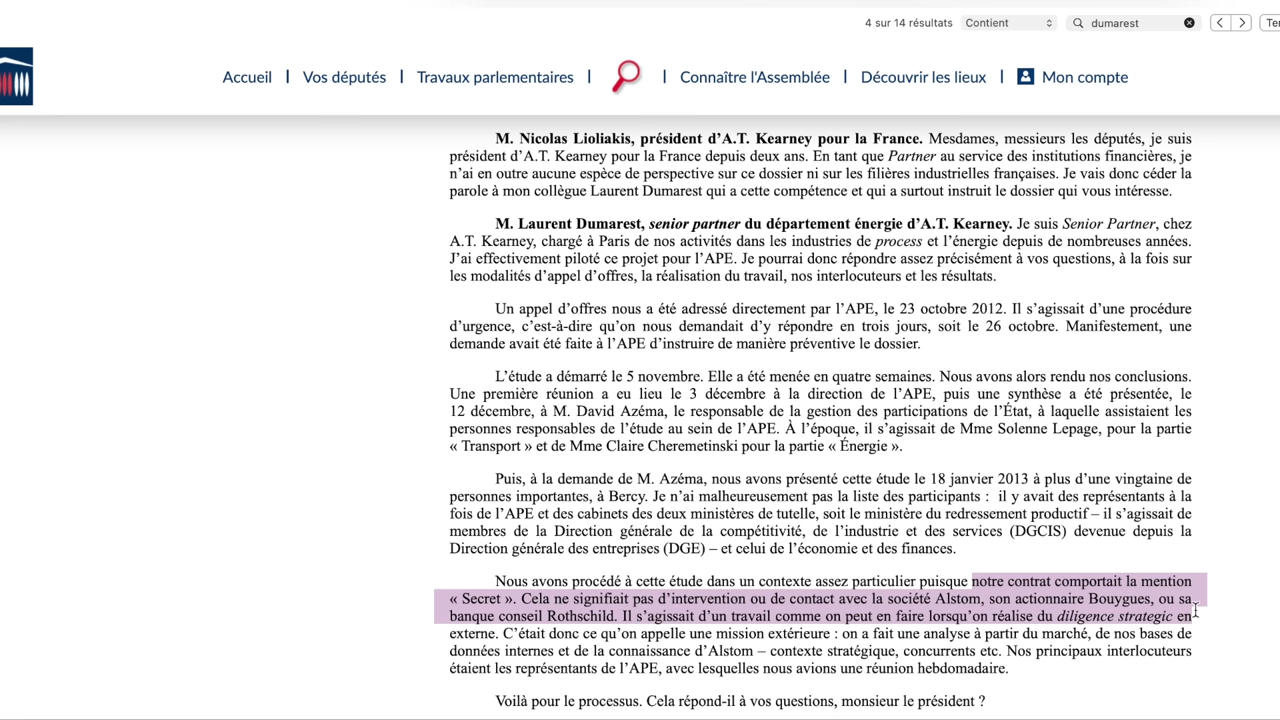 4 sur 14 résultats Contient dumarest
Accueil | Vos députés | Travaux parlementaires | | Connaître l'Assemblée | Découvrir les lieux | Mon compte
M. Nicolas Lioliakis, président d’A.T. Kearney pour la France. Mesdames, messieurs les députés, je suis
président d’A.T. Kearney pour la France depuis deux ans. En tant que Partner au service des institutions financières, je
n’ai en outre aucune espèce de perspective sur ce dossier ni sur les filières industrielles françaises. Je vais donc céder la
parole à mon collègue Laurent Dumarest qui a cette compétence et qui a surtout instruit le dossier qui vous intéresse.
M. Laurent Dumarest, senior partner du département énergie d’A.T. Kearney. Je suis Senior Partner, chez
A.T. Kearney, chargé à Paris de nos activités dans les industries de process et l’énergie depuis de nombreuses années.
J’ai effectivement piloté ce projet pour l’APE. Je pourrai donc répondre assez précisément à vos questions, à la fois sur
les modalités d’appel d’offres, la réalisation du travail, nos interlocuteurs et les résultats.
Un appel d’offres nous a été adressé directement par l’APE, le 23 octobre 2012. Il s’agissait d’une procédure
d’urgence, c’est-à-dire qu’on nous demandait d’y répondre en trois jours, soit le 26 octobre. Manifestement, une
demande avait été faite à l’APE d’instruire de manière préventive le dossier.
L’étude a démarré le 5 novembre. Elle a été menée en quatre semaines. Nous avons alors rendu nos conclusions.
Une première réunion a eu lieu le 3 décembre à la direction de l’APE, puis une synthèse a été présentée, le
12 décembre, à M. David Azéma, le responsable de la gestion des participations de l’État, à laquelle assistaient les
personnes responsables de l’étude au sein de l’APE. À l’époque, il s’agissait de Mme Solenne Lepage, pour la partie
« Transport » et de Mme Claire Cheremetinski pour la partie « Énergie ».
Puis, à la demande de M. Azéma, nous avons présenté cette étude le 18 janvier 2013 à plus d’une vingtaine de
personnes importantes, à Bercy. Je n’ai malheureusement pas la liste des participants : il y avait des représentants à la
fois de l’APE et des cabinets des deux ministères de tutelle, soit le ministère du redressement productif – il s’agissait de
membres de la Direction générale de la compétitivité, de l’industrie et des services (DGCIS) devenue depuis la
Direction générale des entreprises (DGE) – et celui de l’économie et des finances.
Nous avons procédé à cette étude dans un contexte assez particulier puisque notre contrat comportait la mention
« Secret ». Cela ne signifiait pas d’intervention ou de contact avec la société Alstom, son actionnaire Bouygues, ou sa
banque conseil Rothschild. Il s’agissait d’un travail comme on peut en faire lorsqu’on réalise du diligence strategic en
externe. C’était donc ce qu’on appelle une mission extérieure : on a fait une analyse à partir du marché, de nos bases de
données internes et de la connaissance d’Alstom – contexte stratégique, concurrents etc. Nos principaux interlocuteurs
étaient les représentants de l’APE, avec lesquelles nous avions une réunion hebdomadaire.
Voilà pour le processus. Cela répond-il à vos questions, monsieur le président ?